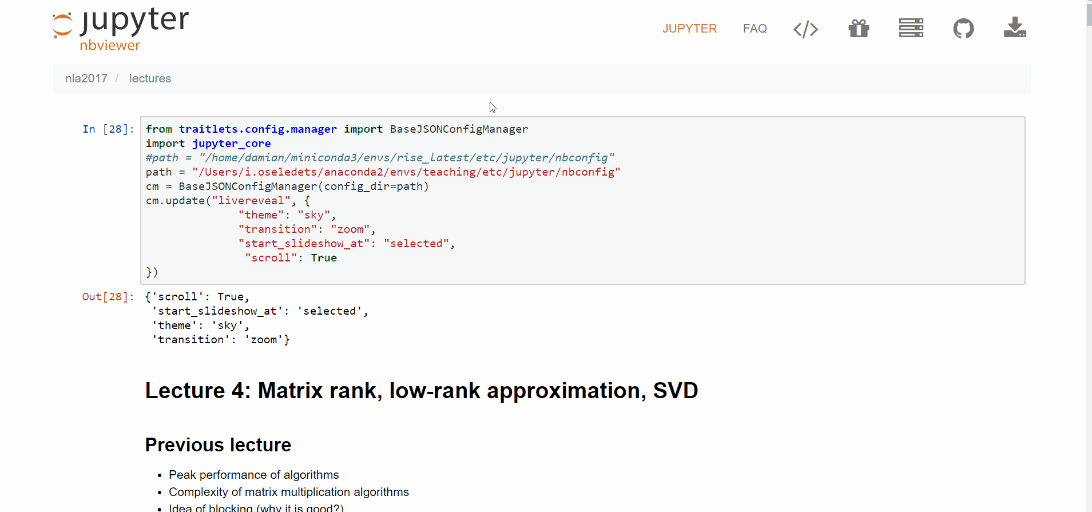 jupyter
nbviewer
JUPYTER FAQ </>
nla2017 / lectures
In [28]: from traitlets.config.manager import BaseJSONConfigManager
import jupyter_core
#path = "/home/damian/miniconda3/envs/rise_latest/etc/jupyter/nbconfig"
path = "/Users/i.oseledets/anaconda2/envs/teaching/etc/jupyter/nbconfig"
cm = BaseJSONConfigManager(config_dir=path)
cm.update("livereveal", {
"theme": "sky",
"transition": "zoom",
"start_slideshow_at": "selected",
"scroll": True
})
Out[28]: {'scroll': True,
'start_slideshow_at': 'selected',
'theme': 'sky',
'transition': 'zoom'}
Lecture 4: Matrix rank, low-rank approximation, SVD
Previous lecture
• Peak performance of algorithms
• Complexity of matrix multiplication algorithms
• Idea of blocking (why it is good?)